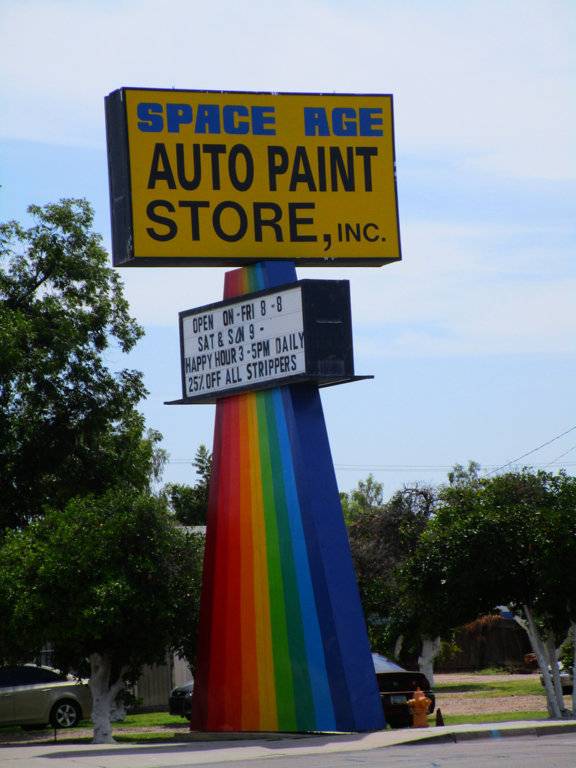 SPACE AGE
AUTO PAINT
STORE, INC.
OPEN ON-FRI 8-8
SAT & SUN 9-
HAPPY HOUR 3-5PM DAILY
25% OFF ALL STRIPPERS